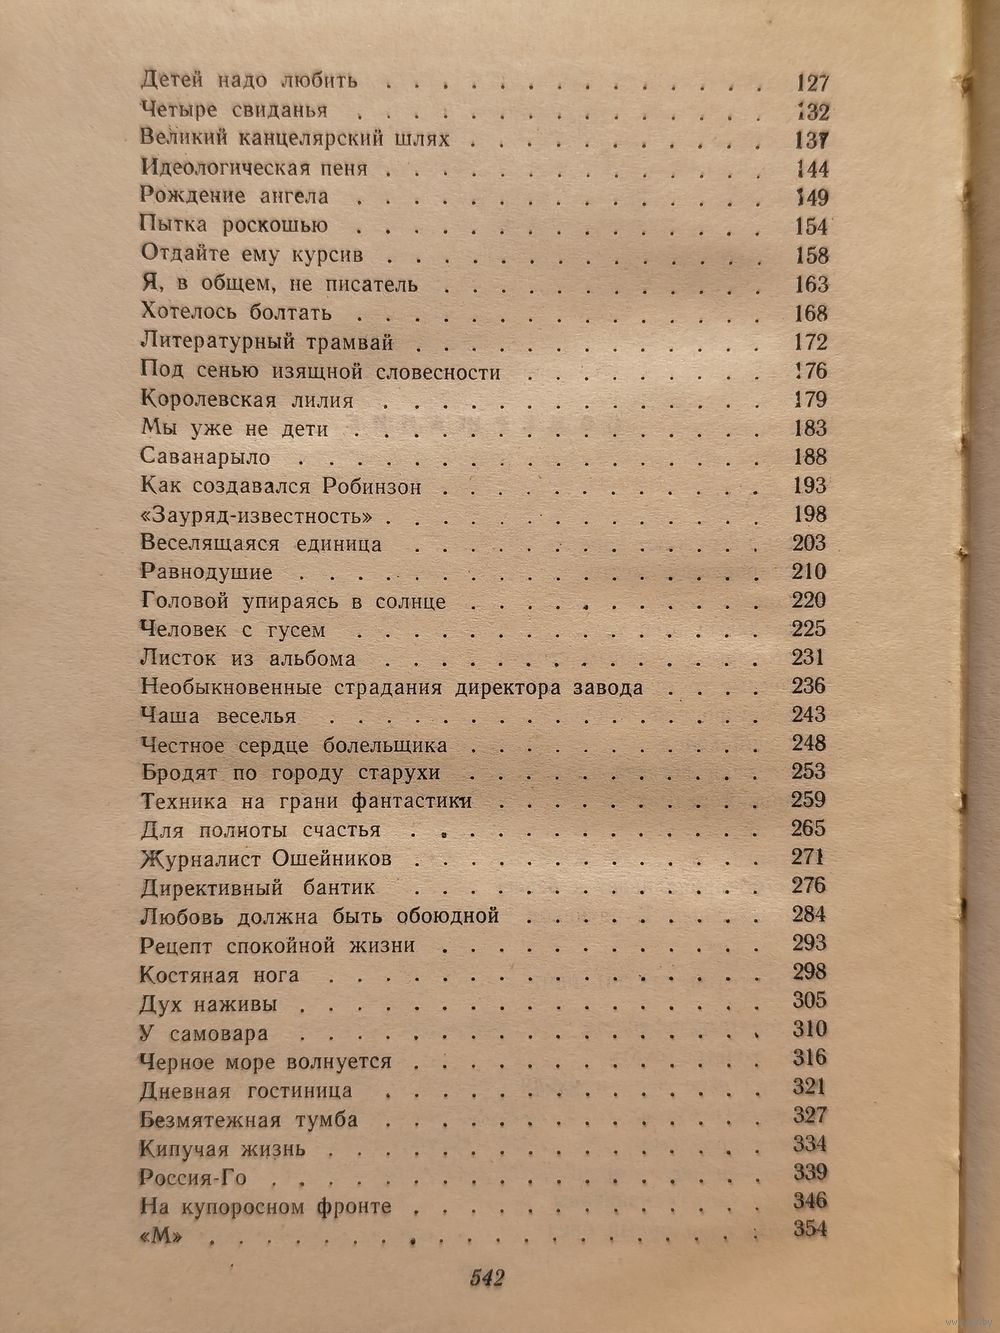 Детей надо любить . . . . . . . . . . . . . . 127
Четыре свиданья . . . . . . . . . . . . . . . 132
Великий канцелярский шлях . . . . . . . . . . . 137
Идеологическая пеня . . . . . . . . . . . . . . 144
Рождение ангела . . . . . . . . . . . . . . . 149
Пытка роскошью . . . . . . . . . . . . . . . 154
Отдайте ему курсив . . . . . . . . . . . . . . 158
Я, в общем, не писатель . . . . . . . . . . . . 163
Хотелось болтать . . . . . . . . . . . . . . . 168
Литературный трамвай . . . . . . . . . . . . . 172
Под сенью изящной словесности . . . . . . . . . 176
Королевская лилия . . . . . . . . . . . . . . 179
Мы уже не дети . . . . . . . . . . . . . . . 183
Саванарыло . . . . . . . . . . . . . . . . . 188
Как создавался Робинзон . . . . . . . . . . . . 193
«Зауряд-известность» . . . . . . . . . . . . . . 198
Веселящаяся единица . . . . . . . . . . . . . 203
Равнодушие . . . . . . . . . . . . . . . . . 210
Головой упираясь в солнце . . . . . . . . . . . 220
Человек с гусем . . . . . . . . . . . . . . . 225
Листок из альбома . . . . . . . . . . . . . . 231
Необыкновенные страдания директора завода . . . . 236
Чаша веселья . . . . . . . . . . . . . . . . 243
Честное сердце болельщика . . . . . . . . . . . 248
Бродят по городу старухи . . . . . . . . . . . 253
Техника на грани фантастики . . . . . . . . . . 259
Для полноты счастья . . . . . . . . . . . . . 265
Журналист Ошейников . . . . . . . . . . . . . 271
Директивный бантик . . . . . . . . . . . . . 276
Любовь должна быть обоюдной . . . . . . . . . 284
Рецепт спокойной жизни . . . . . . . . . . . . 293
Костяная нога . . . . . . . . . . . . . . . . 298
Дух наживы . . . . . . . . . . . . . . . . . 305
У самовара . . . . . . . . . . . . . . . . . 310
Черное море волнуется . . . . . . . . . . . . . 316
Дневная гостиница . . . . . . . . . . . . . . 321
Безмятежная тумба . . . . . . . . . . . . . . 327
Кипучая жизнь . . . . . . . . . . . . . . . . 334
Россия-Го . . . . . . . . . . . . . . . . . . 339
На купоросном фронте . . . . . . . . . . . . . 346
«М» . . . . . . . . . . . . . . . . . . . . 354
542